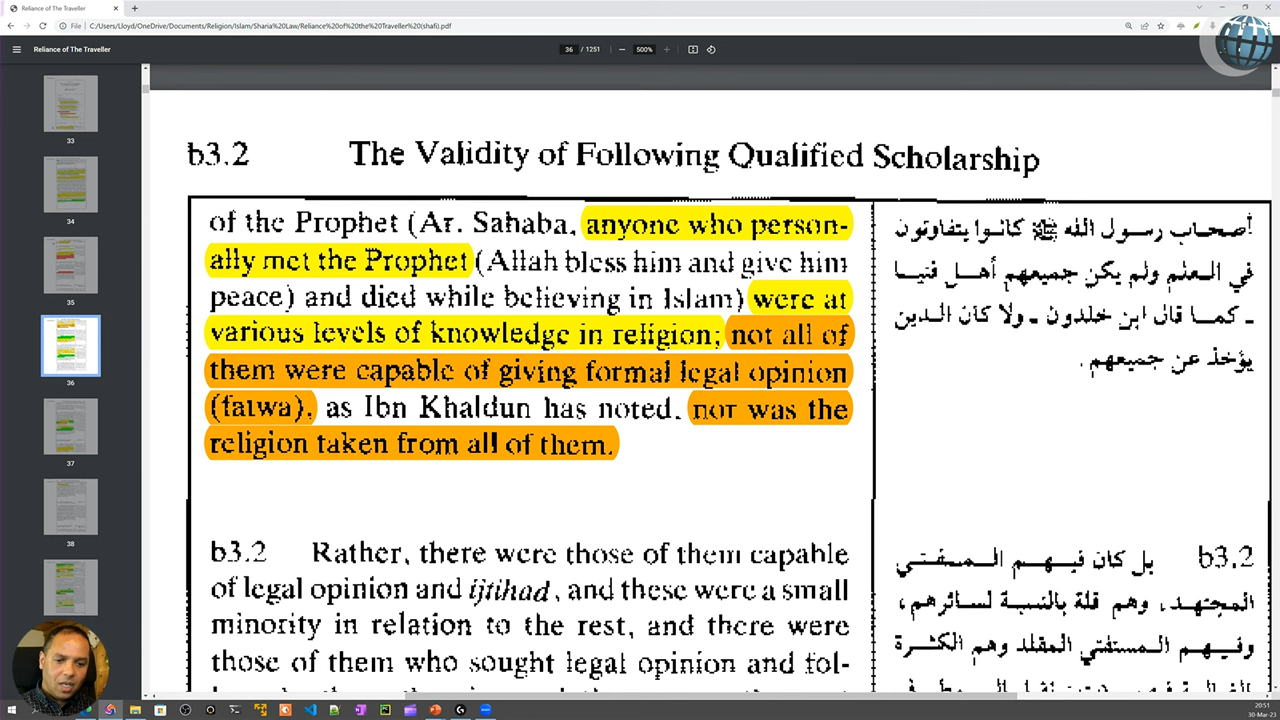 Reliance of The Traveller
File
C:/Users/Lloyd/OneDrive/Documents/Religion/Islam/Sharia%20Law/Reliance%20of%20the%20Traveller%20(shafi).pdf
Reliance of The Traveller
36 / 1251
500%
33
34
35
36
37
38
b3.2 The Validity of Following Qualified Scholarship
of the Prophet (Ar. Sahaba, anyone who person-
ally met the Prophet (Allah bless him and give him
peace) and died while believing in Islam) were at
various levels of knowledge in religion; not all of
them were capable of giving formal legal opinion
(fatwa), as Ibn Khaldun has noted, nor was the
religion taken from all of them.
أصحاب رسول الله ﷺ كانوا يتفاوتون
في العلم ولم يكن جميعهم أهل فتيا
ـ كما قال ابن خلدون ـ ولا كان الدين
يؤخذ عن جميعهم .
b3.2 Rather, there were those of them capable
of legal opinion and ijtihad, and these were a small
minority in relation to the rest, and there were
those of them who sought legal opinion and fol-
b3.2 بل كان فيهم المفتي
المجتهد، وهم قلة بالنسبة لسائرهم،
وفيهم المستفتي المقلد وهم الكثرة
20:51
30-Mar-23